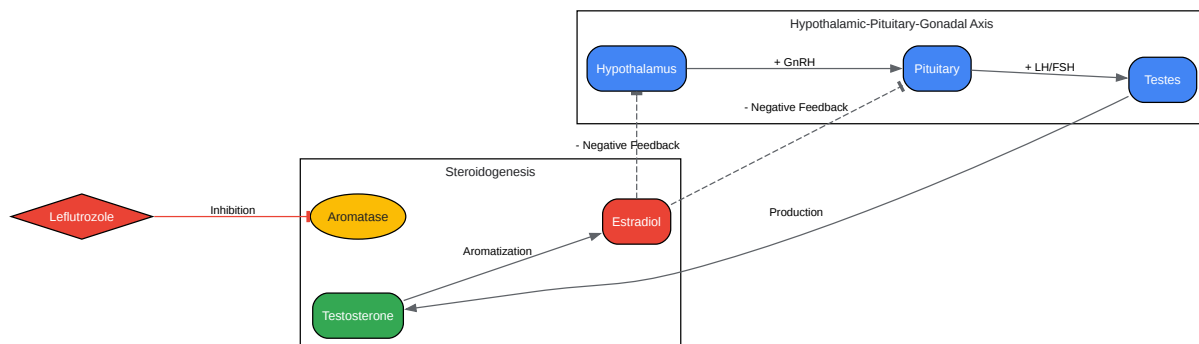 Hypothalamic-Pituitary-Gonadal Axis
Hypothalamus
+ GnRH
Pituitary
+ LH/FSH
Testes
- Negative Feedback
- Negative Feedback
Steroidogenesis
Leflutrozole
Inhibition
Aromatase
Estradiol
Production
Aromatization
Testosterone